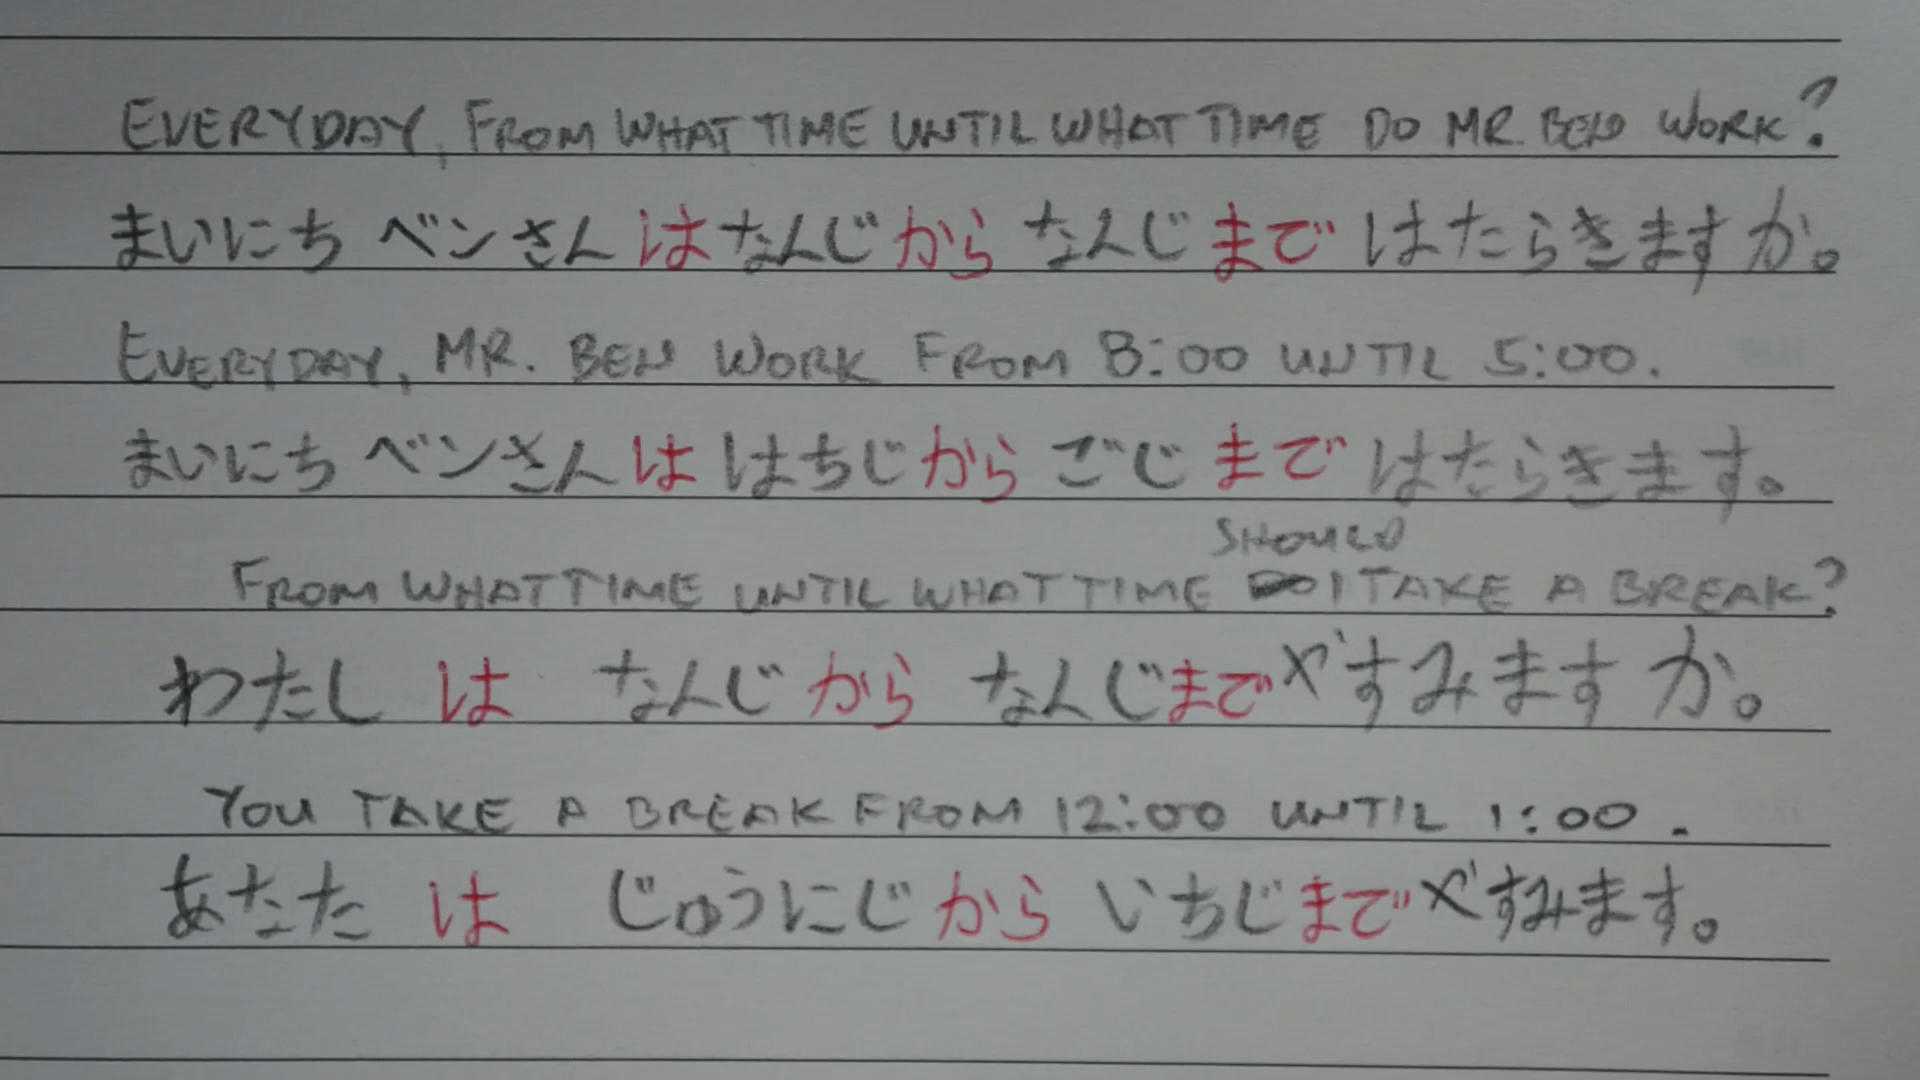 EVERYDAY, FROM WHAT TIME UNTIL WHAT TIME DO MR. BEN WORK?
まいにち ベンさん は なんじ から なんじ まで はたらきます か。
EVERYDAY, MR. BEN WORK FROM 8:00 UNTIL 5:00.
まいにち ベンさん は はちじ から ごじ まで はたらきます。
SHOULD
FROM WHAT TIME UNTIL WHAT TIME I TAKE A BREAK?
わたし は なんじ から なんじ まで やすみます か。
YOU TAKE A BREAK FROM 12:00 UNTIL 1:00.
あなた は じゅうにじ から いちじ まで やすみます。